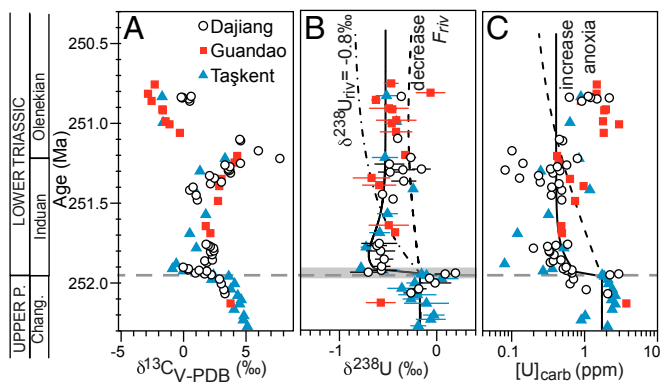 A
Dajiang
Guandao
Taşkent
B
δ238Uriv= -0.8‰
decrease Friv
C
increase anoxia
250.5
251.0
251.5
252.0
Age (Ma)
LOWER TRIASSIC
Olenekian
Induan
UPPER P.
Chang.
-5 0 5
δ13CV-PDB (‰)
-1 0
δ238U (‰)
0.1 1 10
[U]carb (ppm)